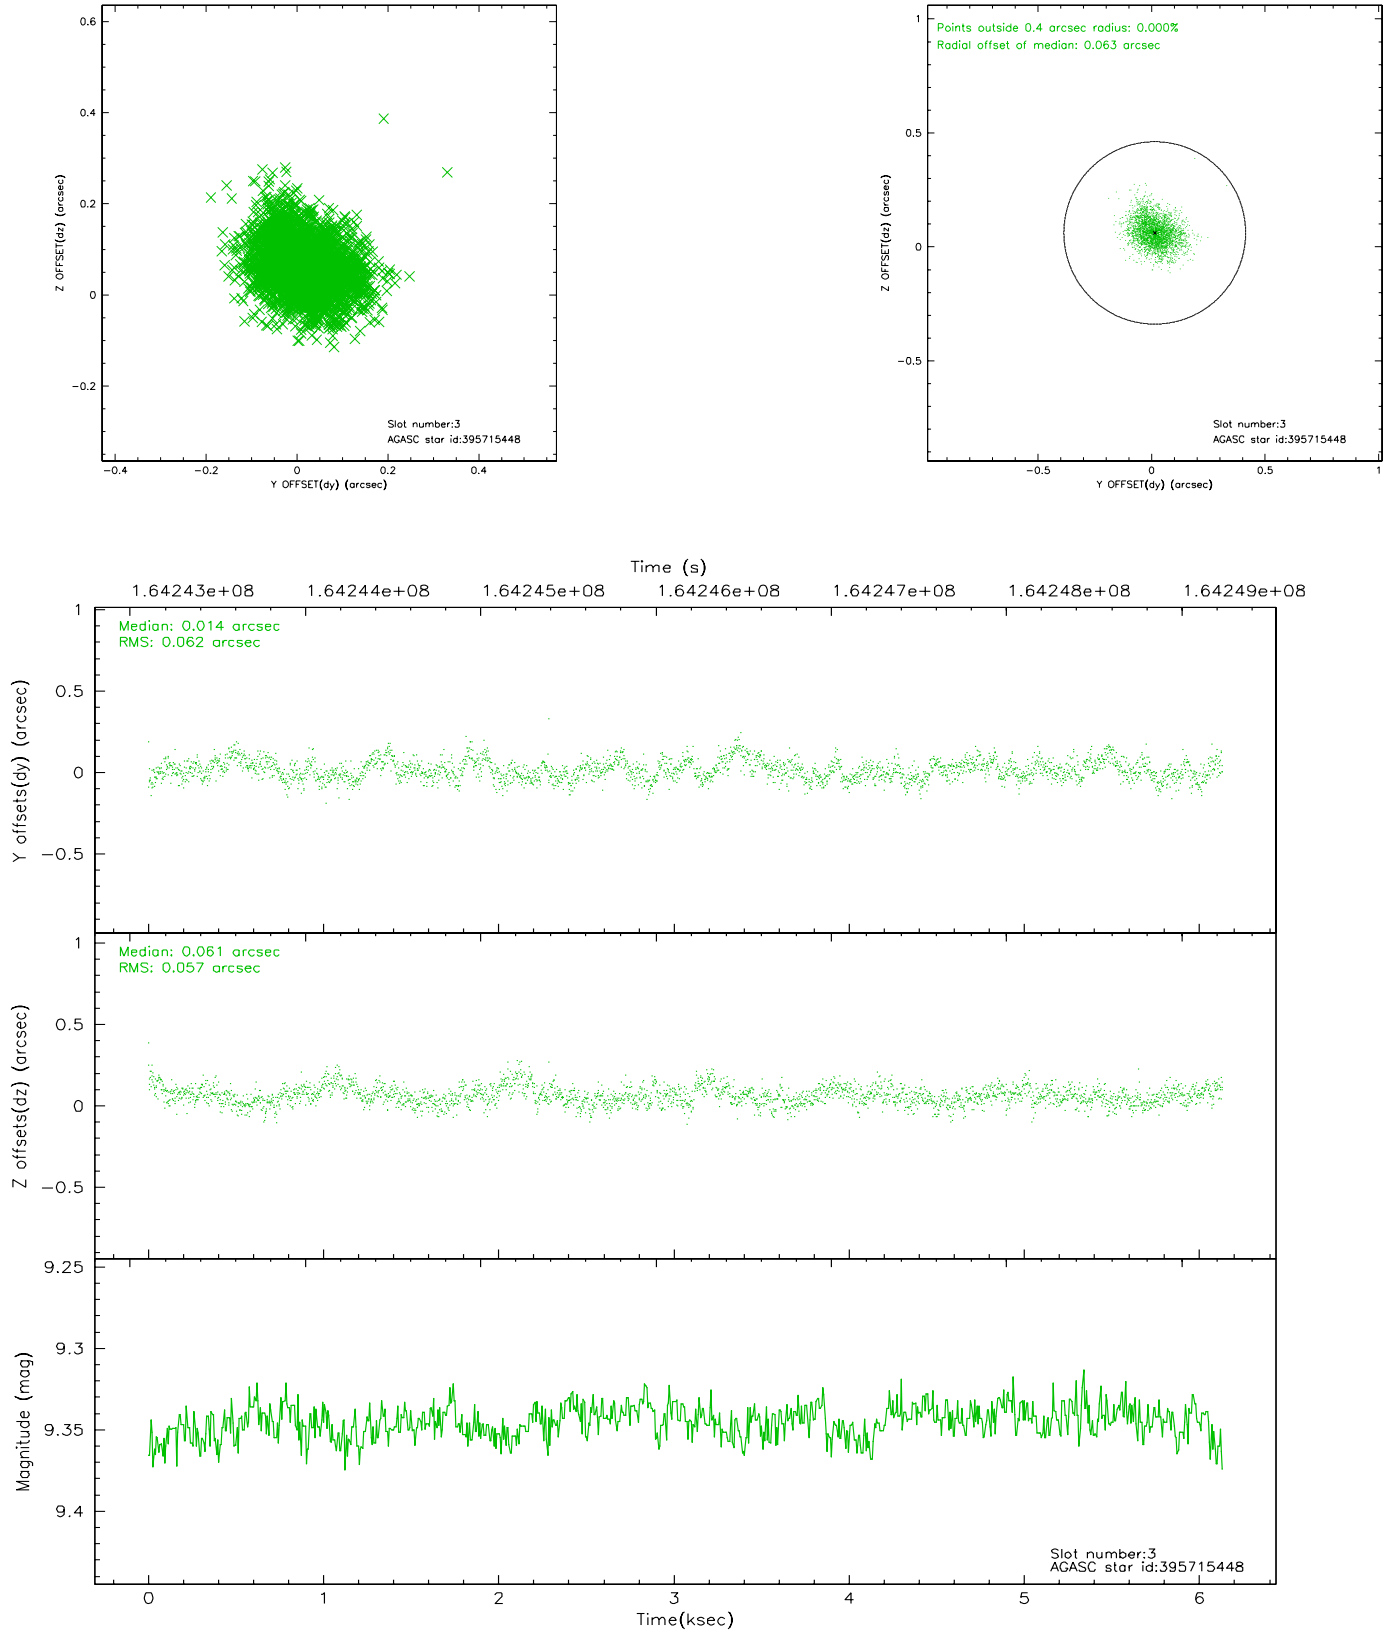 0.6
0.4
0.2
0
-0.2
-0.4 -0.2 0 0.2 0.4
Z OFFSET(dz) (arcsec)
Y OFFSET(dy) (arcsec)
Slot number:3
AGASC star id:395715448
Points outside 0.4 arcsec radius: 0.000%
Radial offset of median: 0.063 arcsec
1
0.5
0
-0.5
-0.5 0 0.5 1
Z OFFSET(dz) (arcsec)
Y OFFSET(dy) (arcsec)
Slot number:3
AGASC star id:395715448
Time (s)
1.64243e+08 1.64244e+08 1.64245e+08 1.64246e+08 1.64247e+08 1.64248e+08 1.64249e+08
Median: 0.014 arcsec
RMS: 0.062 arcsec
1
0.5
0
-0.5
Y offsets(dy) (arcsec)
Median: 0.061 arcsec
RMS: 0.057 arcsec
1
0.5
0
-0.5
Z offsets(dz) (arcsec)
9.25
9.3
9.35
9.4
Magnitude (mag)
Slot number:3
AGASC star id:395715448
0 1 2 3 4 5 6
Time(ksec)